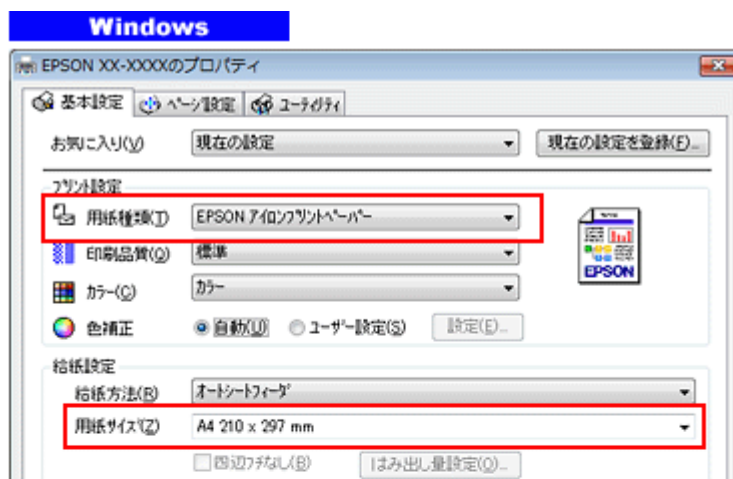 Windows
EPSON XX-XXXXのプロパティ
基本設定 ページ設定 ユーティリティ
お気に入り(V) 現在の設定 現在の設定を登録(F)...
プリント設定
用紙種類(T) EPSON アイロンプリントペーパー
印刷品質(Q) 標準
カラー(C) カラー
色補正 自動(U) ユーザー設定(S) 設定(E)...
EPSON
給紙設定
給紙方法(R) オートシートフィーダ
用紙サイズ(Z) A4 210 x 297 mm
四辺フチなし(B) はみ出し量設定(O)...